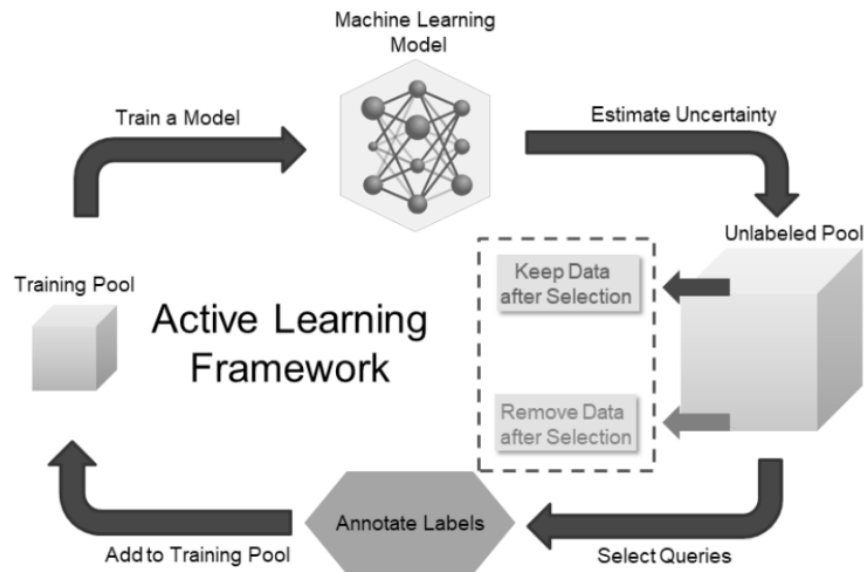 Machine Learning
Model
Train a Model
Estimate Uncertainty
Unlabeled Pool
Training Pool
Keep Data
after Selection
Active Learning
Framework
Remove Data
after Selection
Annotate Labels
Add to Training Pool
Select Queries